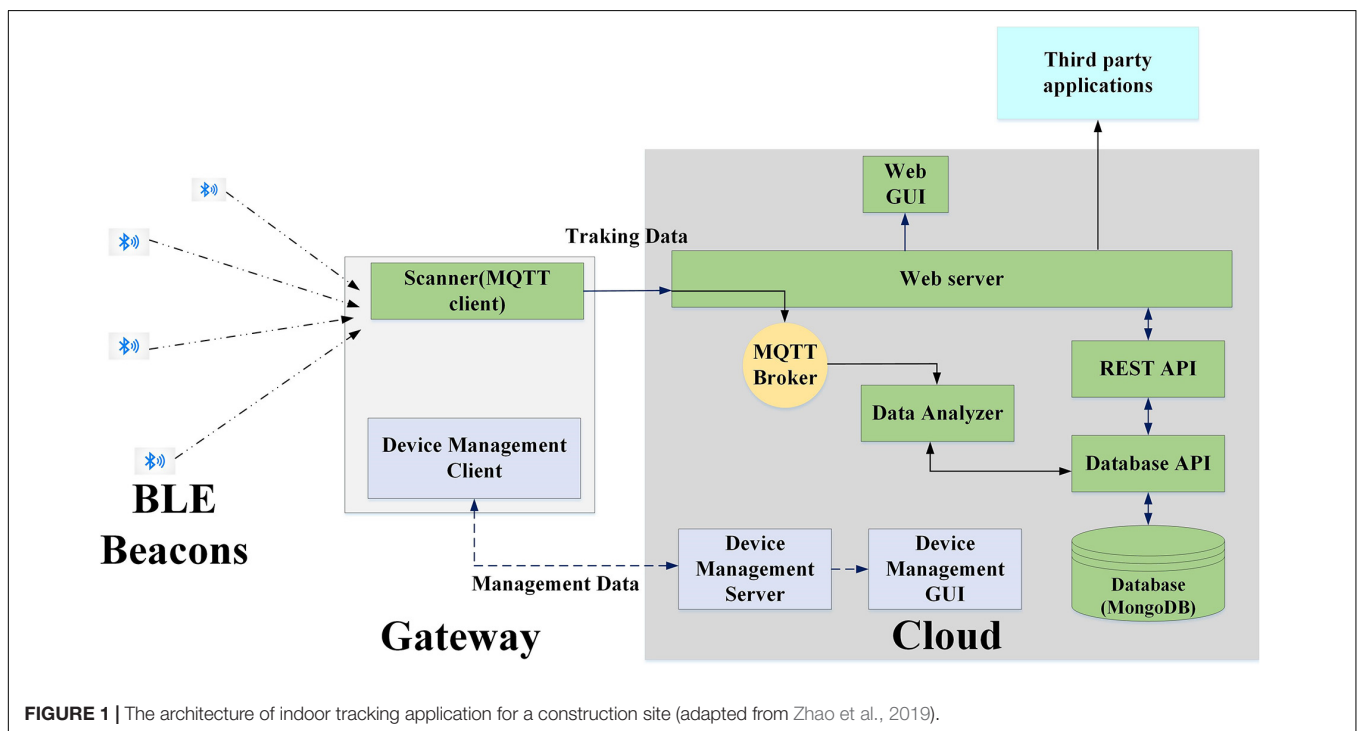 Third party
applications
Web
GUI
Traking Data
Scanner(MQTT
client)
Web server
MQTT
Broker
REST API
Data Analyzer
Device Management
Client
Database API
BLE
Beacons
Device
Management
Server
Device
Management
GUI
Management Data
Database
(MongoDB)
Gateway
Cloud
FIGURE 1 | The architecture of indoor tracking application for a construction site (adapted from Zhao et al., 2019).